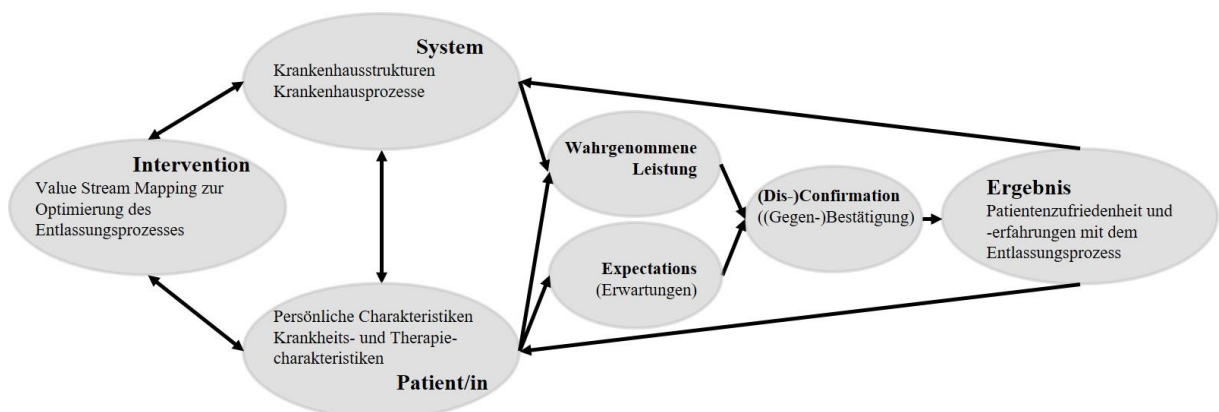 System
Krankenhausstrukturen
Krankenhausprozesse
Intervention
Value Stream Mapping zur
Optimierung des
Entlassungsprozesses
Persönliche Charakteristiken
Krankheits- und Therapie-
charakteristiken
Patient/in
Wahrgenommene
Leistung
Expectations
(Erwartungen)
(Dis-)Confirmation
((Gegen-)Bestätigung)
Ergebnis
Patientenzufriedenheit und
-erfahrungen mit dem
Entlassungsprozess